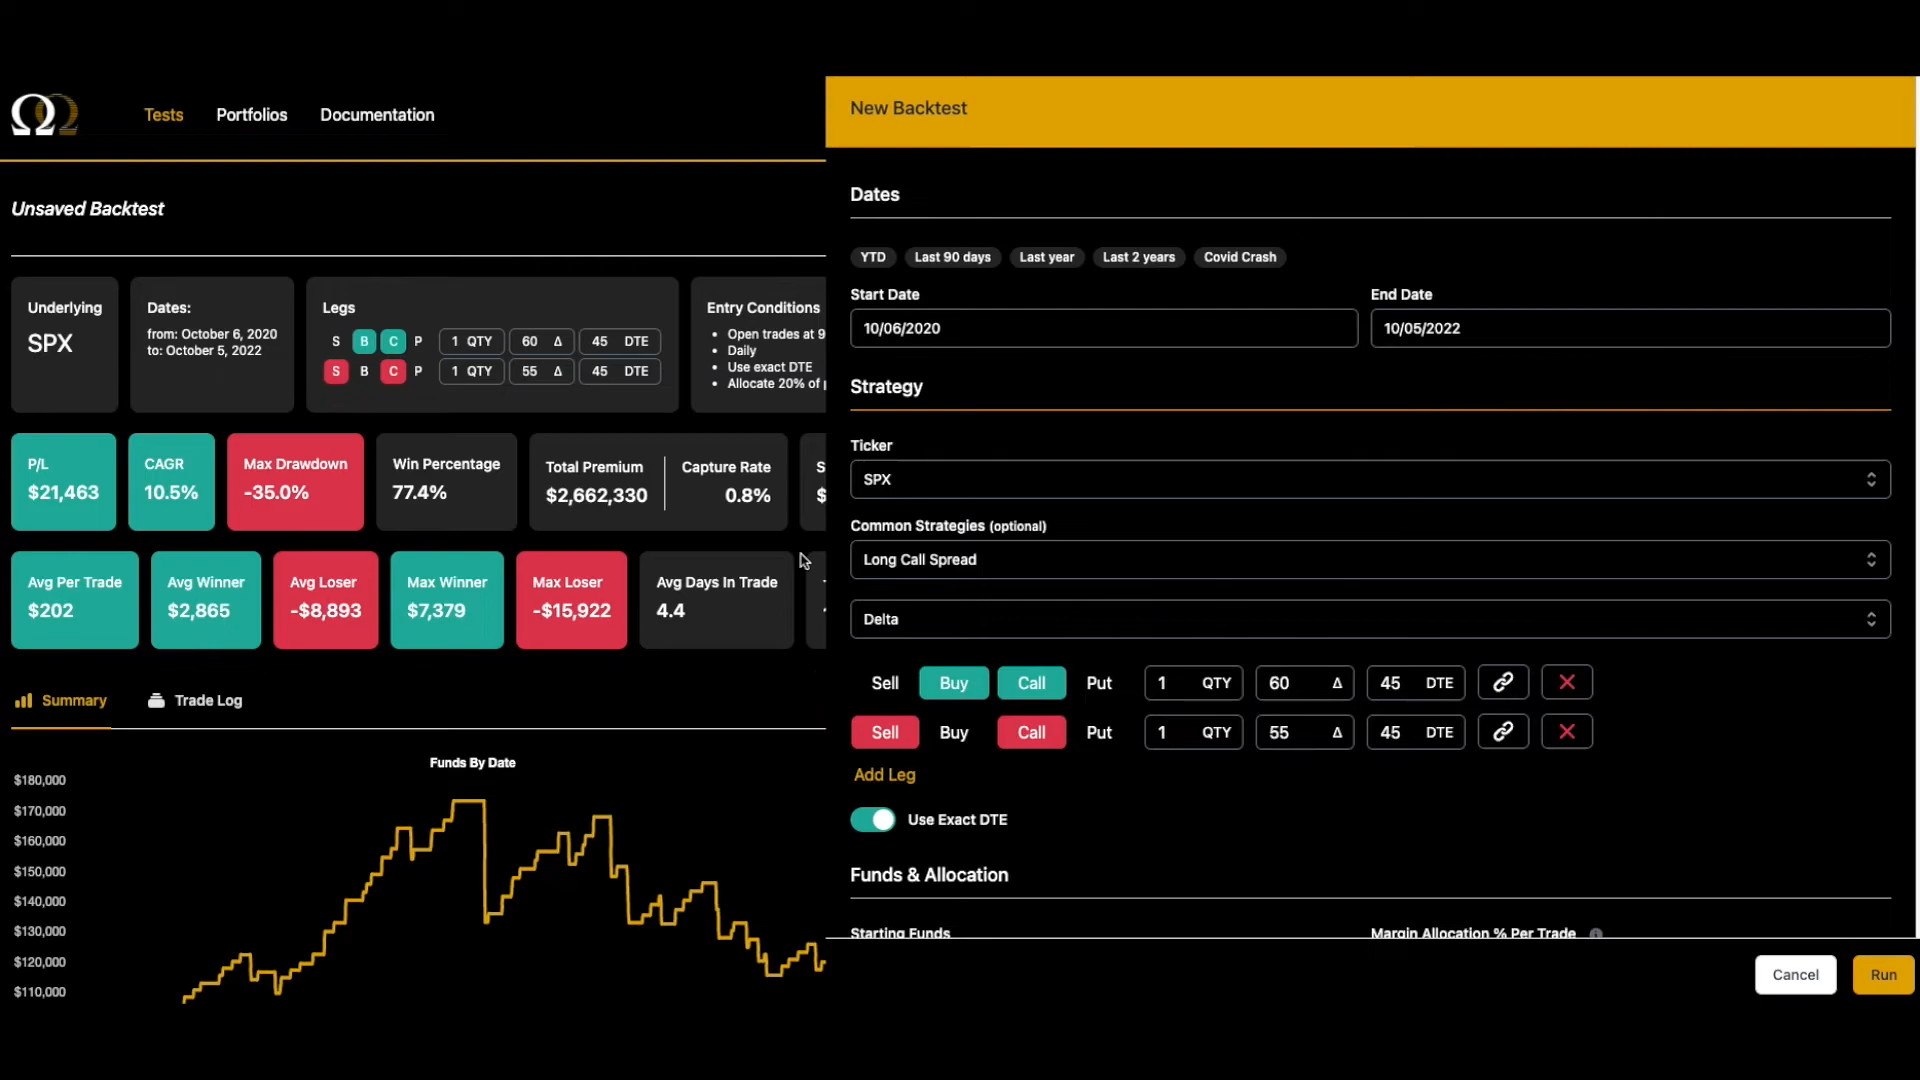 Tests
Portfolios
Documentation
Unsaved Backtest
Underlying
SPX
Dates:
from: October 6, 2020
to: October 5, 2022
Legs
S B C P 1 QTY 60 Δ 45 DTE
S B C P 1 QTY 55 Δ 45 DTE
Entry Conditions
• Open trades at 9
• Daily
• Use exact DTE
• Allocate 20% of
P/L
$21,463
CAGR
10.5%
Max Drawdown
-35.0%
Win Percentage
77.4%
Total Premium
$2,662,330
Capture Rate
0.8%
S
$
Avg Per Trade
$202
Avg Winner
$2,865
Avg Loser
-$8,893
Max Winner
$7,379
Max Loser
-$15,922
Avg Days In Trade
4.4
Summary
Trade Log
Funds By Date
$180,000
$170,000
$160,000
$150,000
$140,000
$130,000
$120,000
$110,000
New Backtest
Dates
YTD
Last 90 days
Last year
Last 2 years
Covid Crash
Start Date
10/06/2020
End Date
10/05/2022
Strategy
Ticker
SPX
Common Strategies (optional)
Long Call Spread
Delta
Sell Buy Call Put 1 QTY 60 Δ 45 DTE
Sell Buy Call Put 1 QTY 55 Δ 45 DTE
Add Leg
Use Exact DTE
Funds & Allocation
Starting Funds
Margin Allocation % Per Trade
Cancel
Run